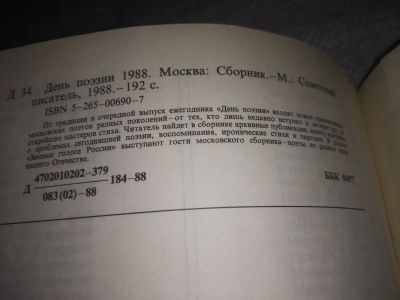 Д 34 День поэзии 1988. Москва: Сборник.–М.: Советский
писатель, 1988.–192 с.
ISBN 5-265-00690-7
По традиции в очередной выпуск ежегодника «День поэзии» входят новые произведения
московских поэтов разных поколений–от тех, кто лишь недавно вступил в литературу, до
старейших мастеров стиха. Читатель найдет в сборнике архивные публикации,
о проблемах сегодняшней поэзии, воспоминания, иронические стихи и пародии. В разделе
«Земные голоса России» выступают гости московского сборника–поэты из разных
нашего Отечества.
Д 4702010202–379
083(02)–88
184–88
ББК 84Р7